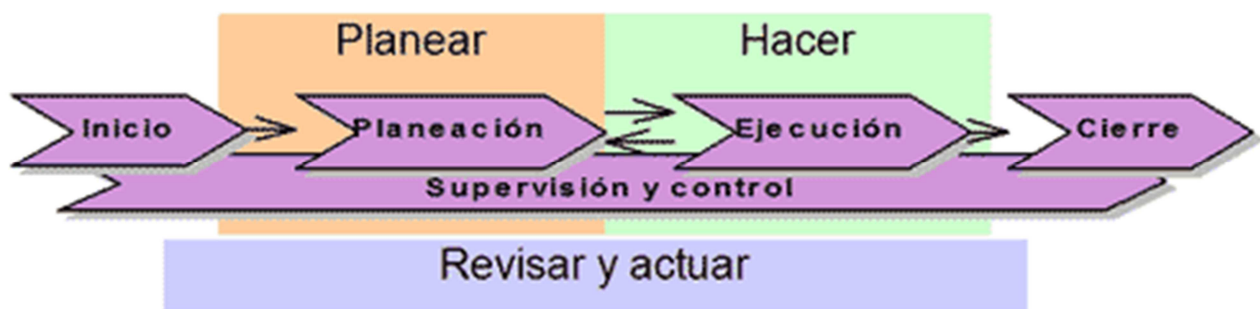 Planear
Hacer
Inicio
Planeación
Ejecución
Cierre
Supervisión y control
Revisar y actuar